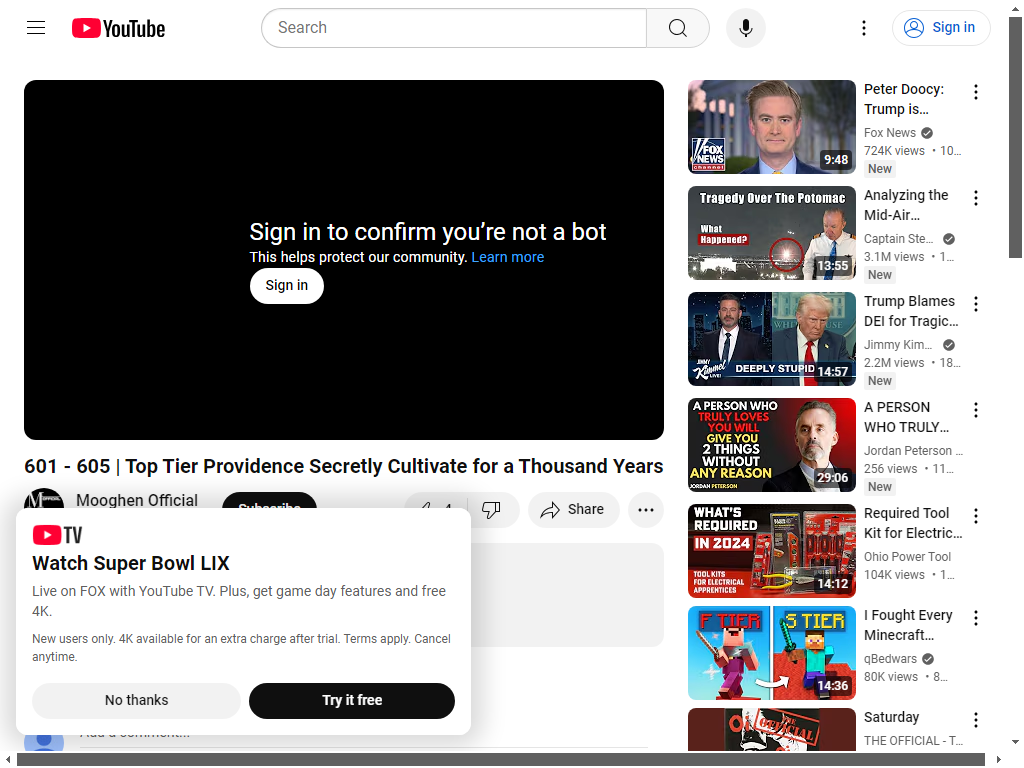 YouTube
Search
Sign in
Sign in to confirm you’re not a bot
This helps protect our community. Learn more
Sign in
601 - 605 | Top Tier Providence Secretly Cultivate for a Thousand Years
Mooghen Official
Subscribe
4
Share
TV
Watch Super Bowl LIX
Live on FOX with YouTube TV. Plus, get game day features and free
4K.
New users only. 4K available for an extra charge after trial. Terms apply. Cancel
anytime.
No thanks
Try it free
Add a comment...
FOX
NEWS
channel
9:48
Peter Doocy:
Trump is...
Fox News
724K views • 10...
New
Tragedy Over The Potomac
What
Happened?
13:55
Analyzing the
Mid-Air...
Captain Ste...
3.1M views • 1...
New
WHITE HOUSE
JIMMY
Kimmel
LIVE!
DEEPLY STUPID
14:57
Trump Blames
DEI for Tragic...
Jimmy Kim...
2.2M views • 18...
New
A PERSON WHO
TRULY LOVES
YOU WILL
GIVE YOU
2 THINGS
WITHOUT
ANY REASON
JORDAN PETERSON
29:06
A PERSON
WHO TRULY...
Jordan Peterson ...
256 views • 11...
New
WHAT'S
REQUIRED
IN 2024
TOOL KITS
FOR ELECTRICAL
APPRENTICES
14:12
Required Tool
Kit for Electric...
Ohio Power Tool
104K views • 1...
F TIER
S TIER
14:36
I Fought Every
Minecraft...
qBedwars
80K views • 8...
THE
OFFICIAL
Saturday
THE OFFICIAL - T...